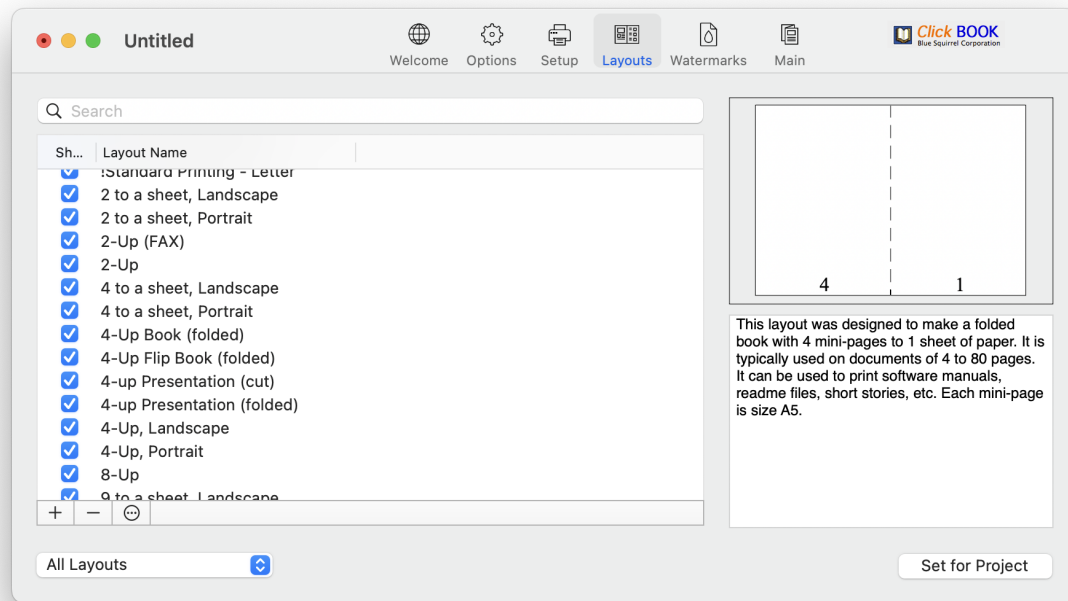 Untitled
Welcome
Options
Setup
Layouts
Watermarks
Main
Click BOOK
Blue Squirrel Corporation
Search
Sh...
Layout Name
!Standard Printing - Letter
2 to a sheet, Landscape
2 to a sheet, Portrait
2-Up (FAX)
2-Up
4 to a sheet, Landscape
4 to a sheet, Portrait
4-Up Book (folded)
4-Up Flip Book (folded)
4-up Presentation (cut)
4-up Presentation (folded)
4-Up, Landscape
4-Up, Portrait
8-Up
9 to a sheet, Landscape
All Layouts
4
1
This layout was designed to make a folded
book with 4 mini-pages to 1 sheet of paper. It is
typically used on documents of 4 to 80 pages.
It can be used to print software manuals,
readme files, short stories, etc. Each mini-page
is size A5.
Set for Project